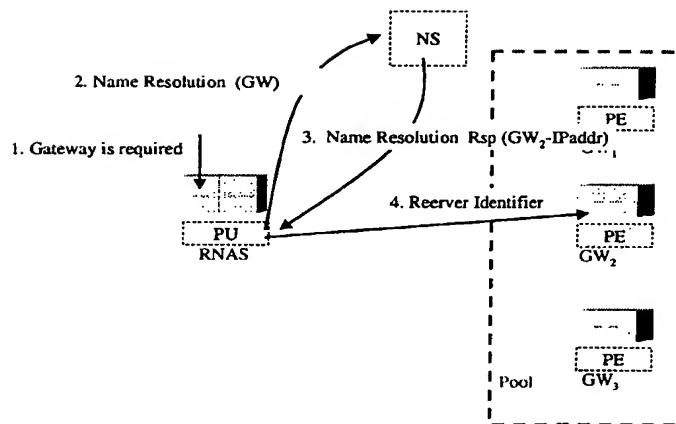 NS
2. Name Resolution (GW)
PE
1. Gateway is required
3. Name Resolution Rsp (GW₂-IPaddr)
GW₁
4. Reerver Identifier
PU
RNAS
PE
GW₂
PE
Pool
GW₃